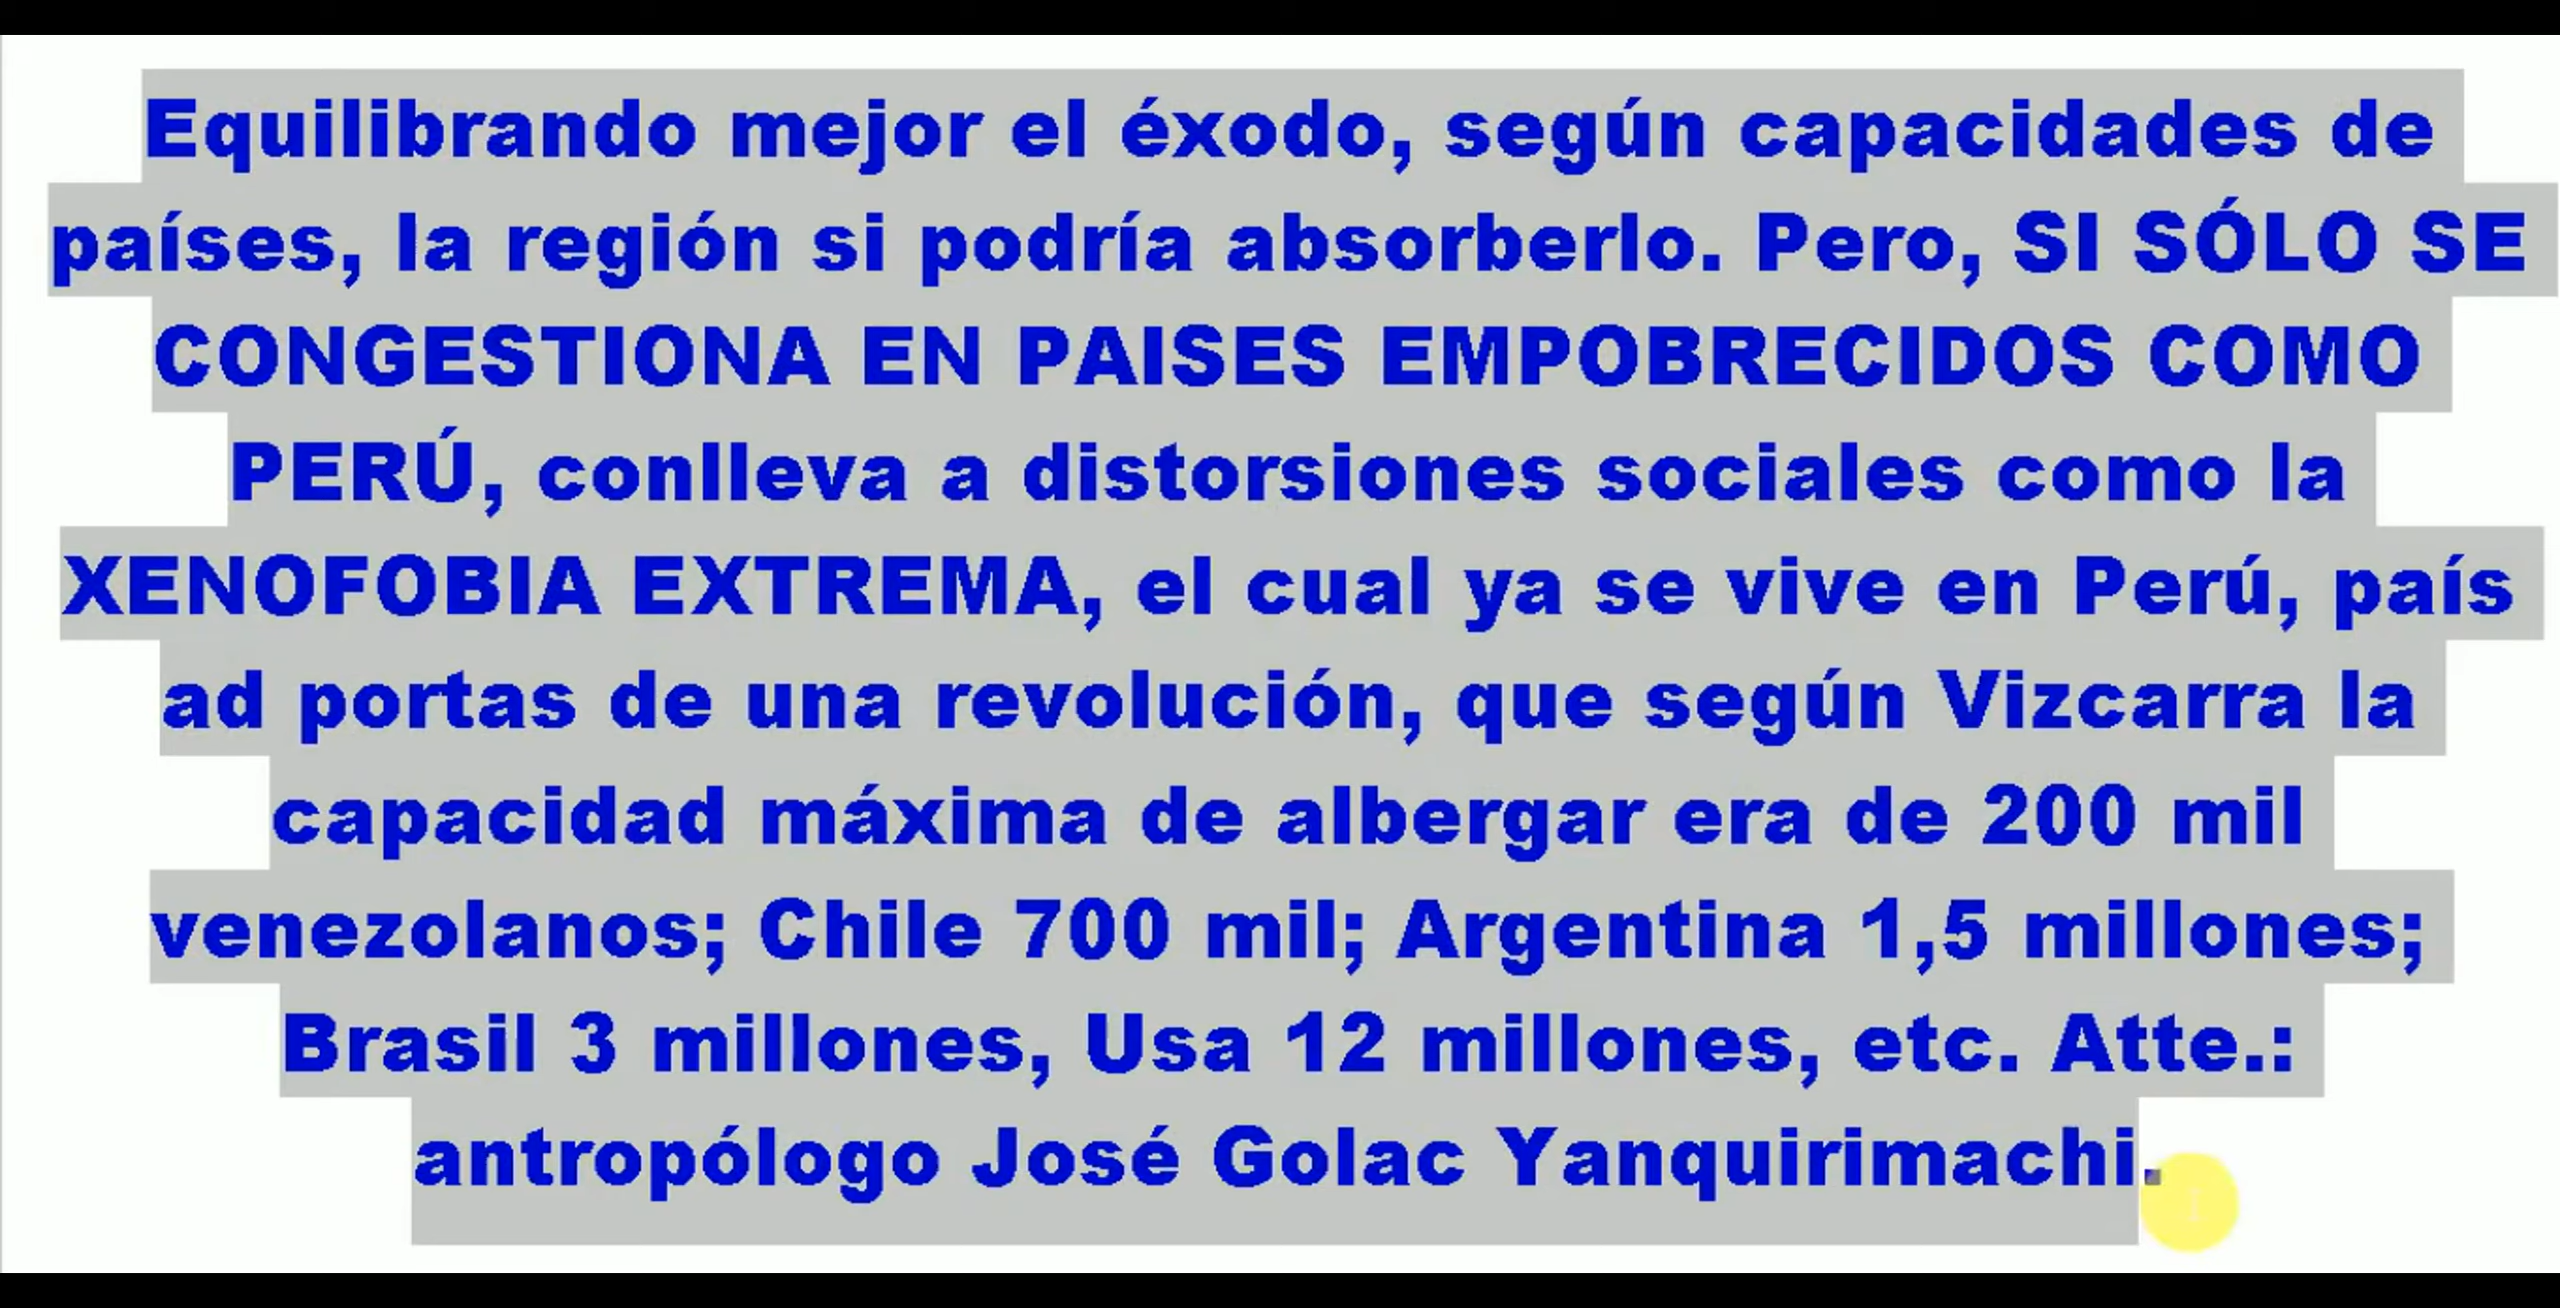 Equilibrando mejor el éxodo, según capacidades de
países, la región si podría absorberlo. Pero, SI SÓLO SE
CONGESTIONA EN PAISES EMPOBRECIDOS COMO
PERÚ, conlleva a distorsiones sociales como la
XENOFOBIA EXTREMA, el cual ya se vive en Perú, país
ad portas de una revolución, que según Vizcarra la
capacidad máxima de albergar era de 200 mil
venezolanos; Chile 700 mil; Argentina 1,5 millones;
Brasil 3 millones, Usa 12 millones, etc. Atte.:
antropólogo José Golac Yanquirimachi.